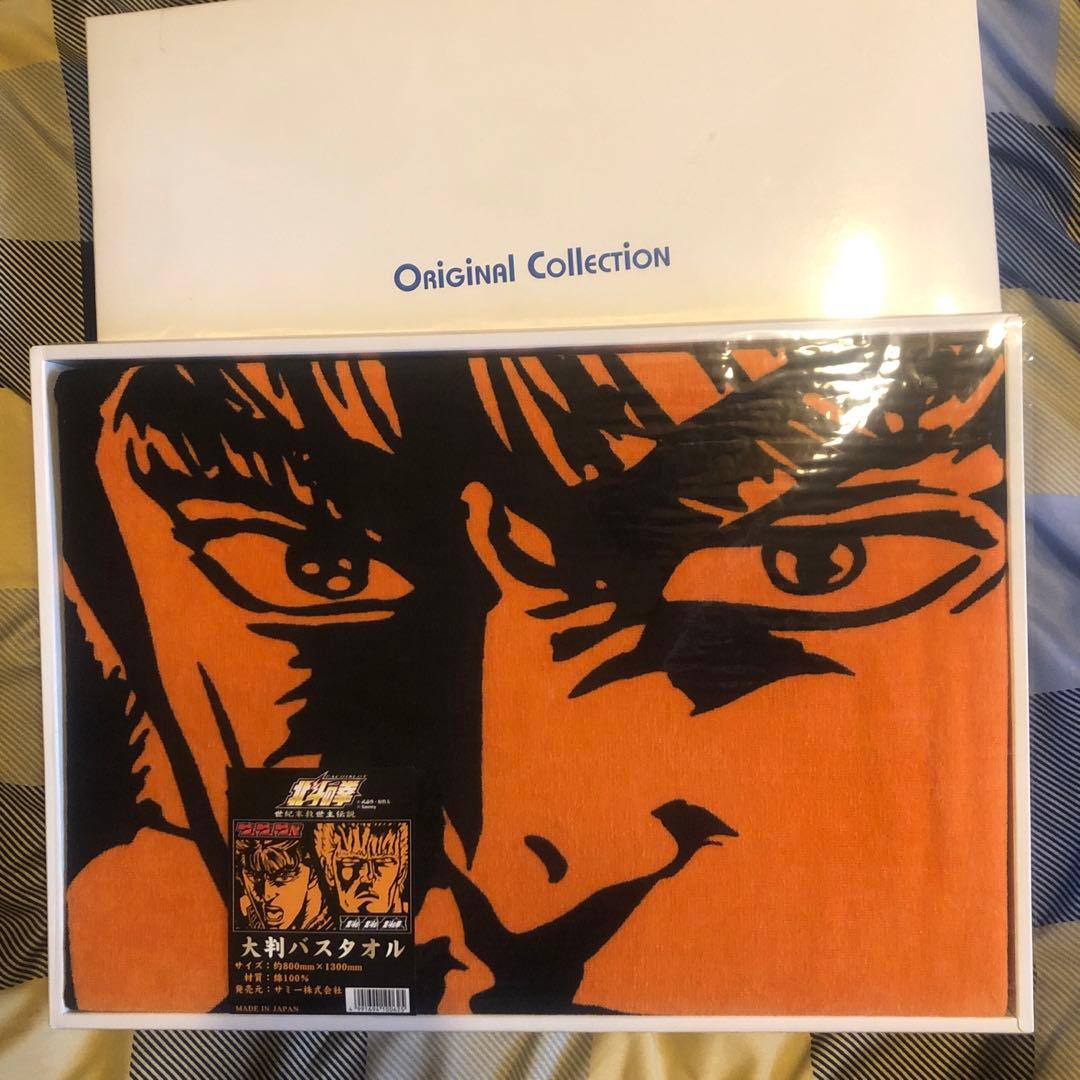 Original Collection
北斗の拳
世紀末救世主伝説
大判バスタオル
サイズ：約800mm×1300mm
材質：綿100％
発売元：サミー株式会社
MADE IN JAPAN